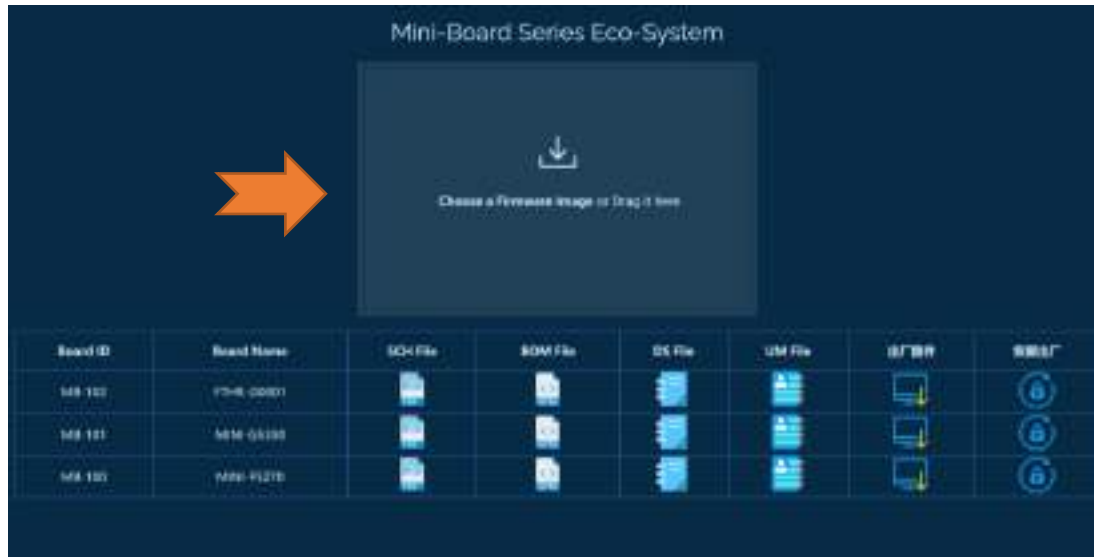 Mini-Board Series Eco-System
Choose a Firmware Image or Drag it here
Board ID Board Name SCH File BOM File DS File UM File 出厂固件 恢复出厂
MB-102
MB-101
MB-100